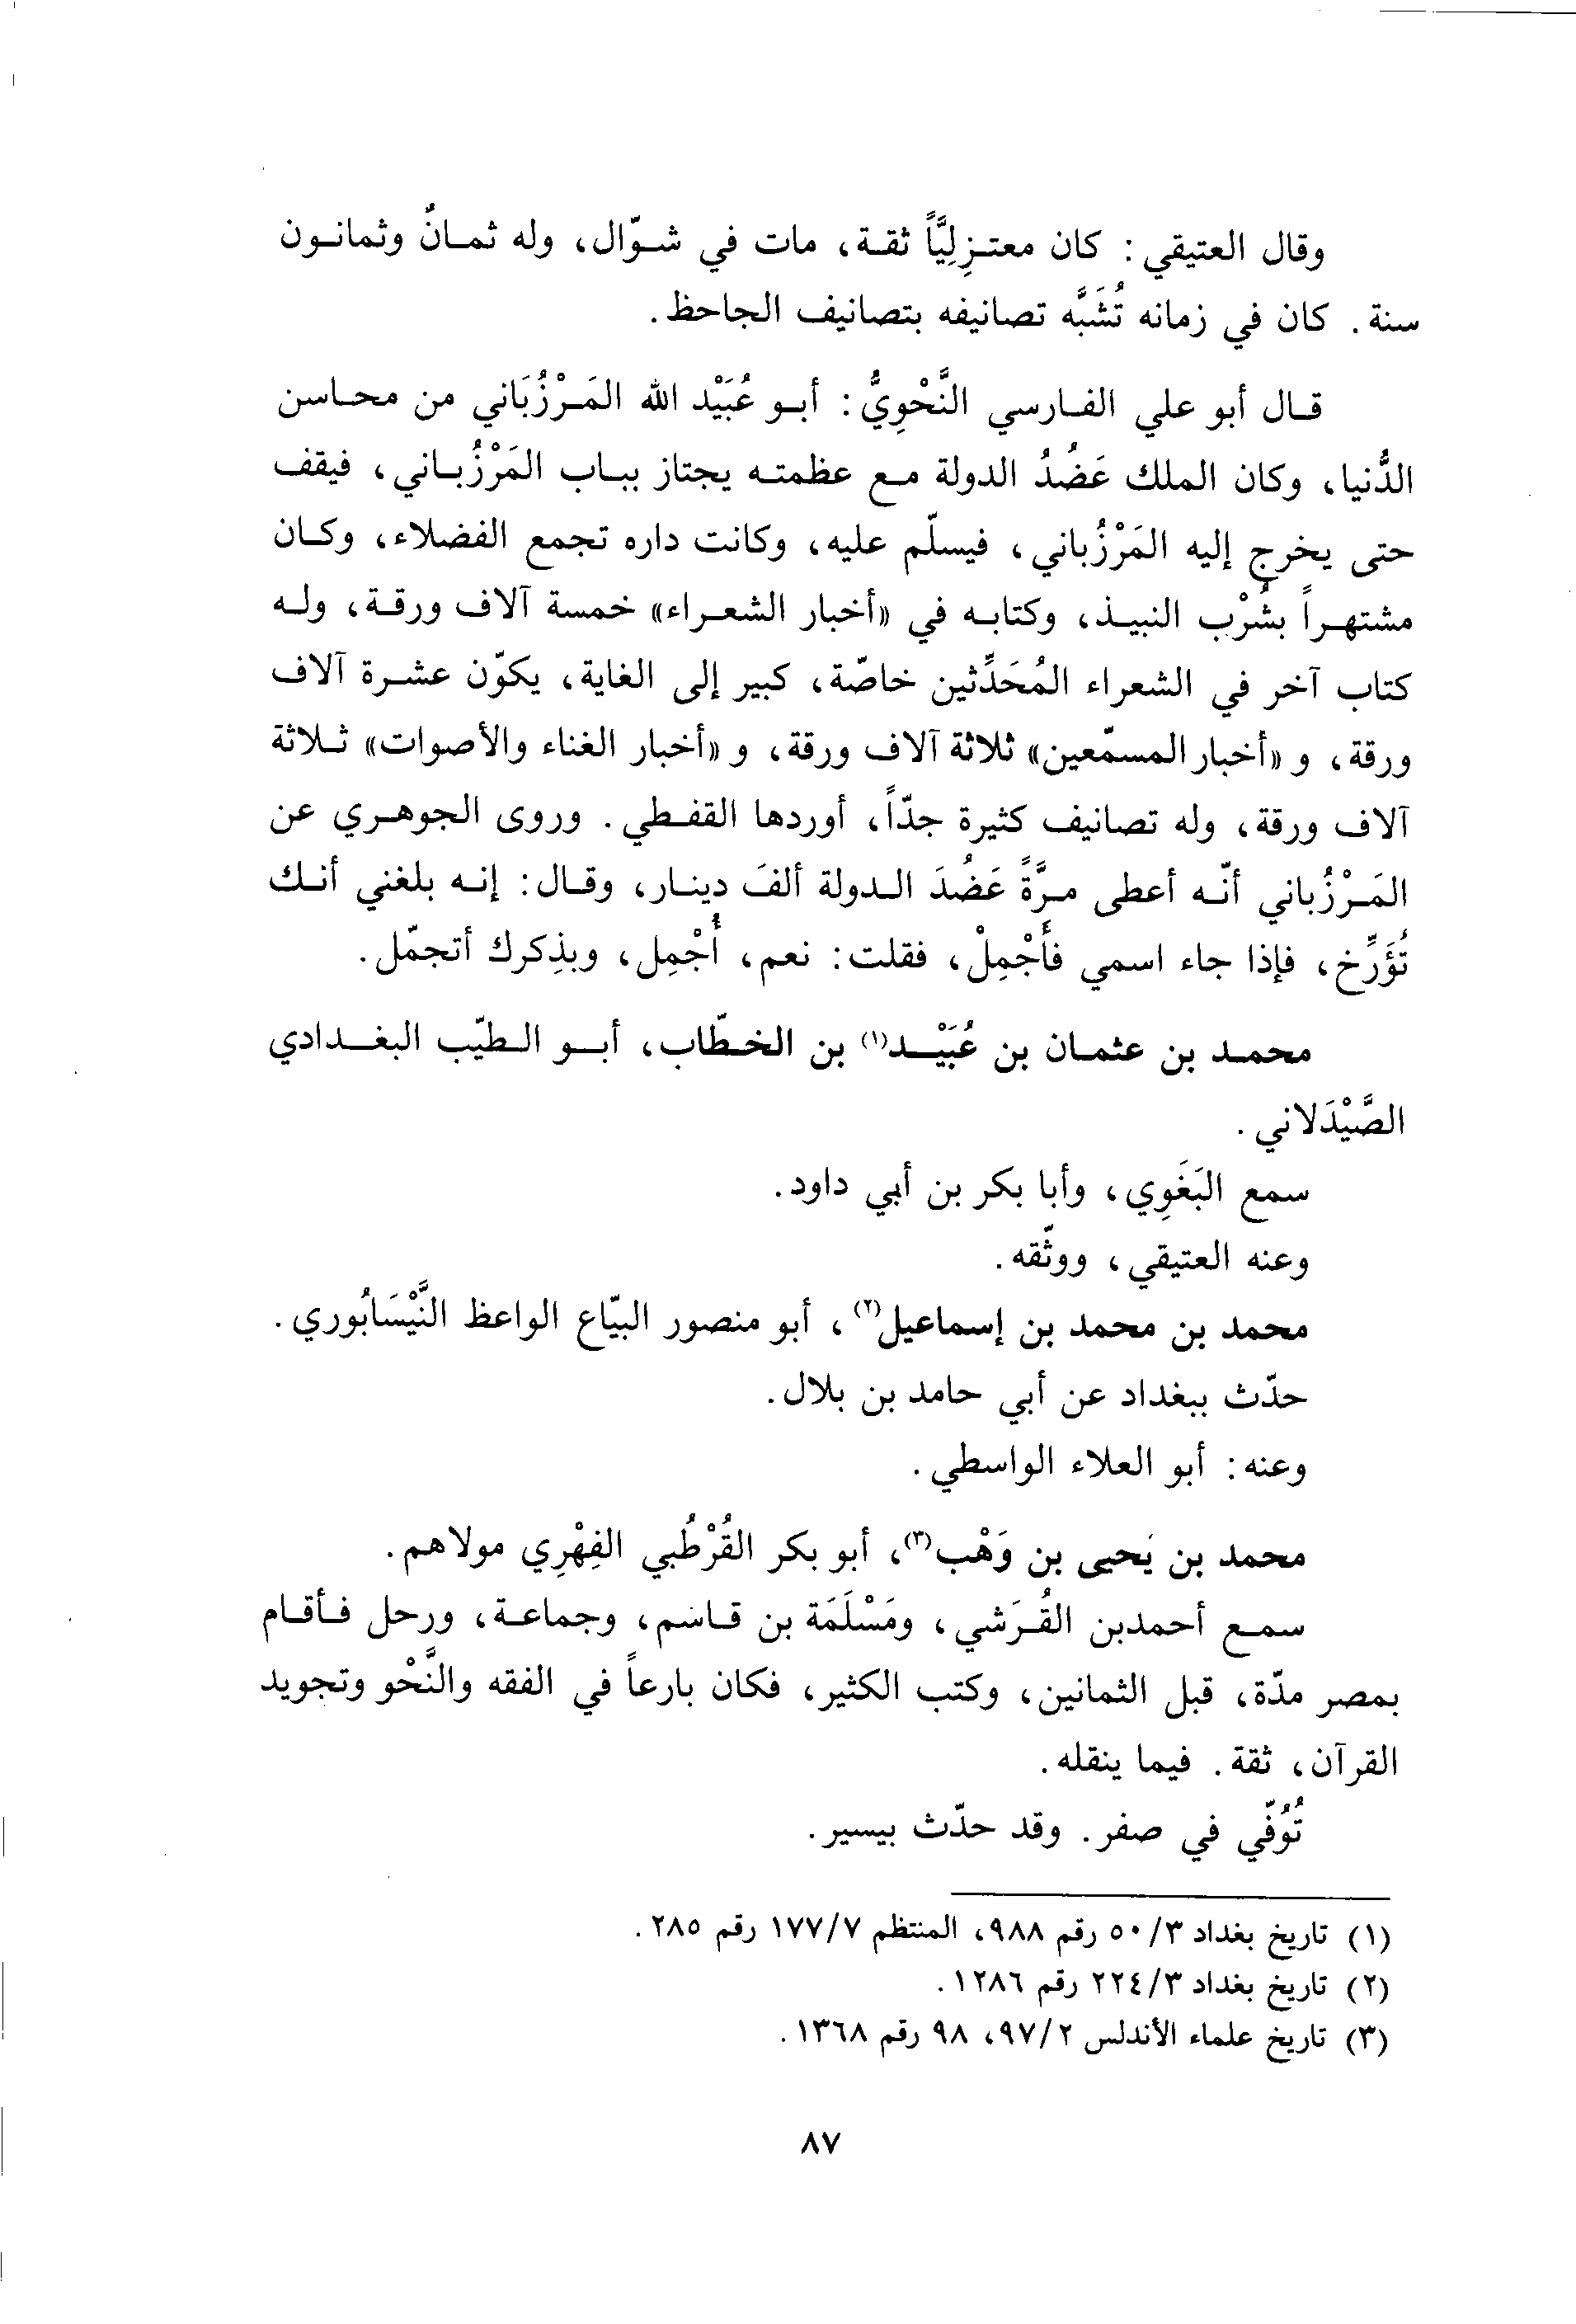 وقال العتيقي: كان معتزِلِيَّاً ثقة، مات في شوّال، وله ثمانٌ وثمانون
سنة. كان في زمانه تُشَبَّه تصانيفه بتصانيف الجاحظ.
قال أبو علي الفارسي النَّحْوِيُّ: أبو عُبَيْد الله المَرْزُبَاني من محاسن
الدُّنيا، وكان الملك عَضُدُ الدولة مع عظمته يجتاز بباب المَرْزُباني، فيقف
حتى يخرج إليه المَرْزُباني، فيسلّم عليه، وكانت داره تجمع الفضلاء، وكان
مشتهراً بشُرْب النبيذ، وكتابه في «أخبار الشعراء» خمسة آلاف ورقة، وله
كتاب آخر في الشعراء المُحَدِّثين خاصّة، كبير إلى الغاية، يكوّن عشرة آلاف
ورقة، و «أخبار المسمّعين» ثلاثة آلاف ورقة، و «أخبار الغناء والأصوات» ثلاثة
آلاف ورقة، وله تصانيف كثيرة جدّاً، أوردها القفطي. وروى الجوهري عن
المَرْزُباني أنّه أعطى مرَّةً عَضُدَ الدولة ألفَ دينار، وقال: إنه بلغني أنك
تُؤَرِّخ، فإذا جاء اسمي فأَجْمِلْ، فقلت: نعم، أُجْمِل، وبذِكرك أتجمّل.
محمد بن عثمان بن عُبَيْد(١) بن الخطّاب، أبو الطيّب البغدادي
الصَّيْدَلاني.
سمع البَغَوِي، وأبا بكر بن أبي داود.
وعنه العتيقي، ووثّقه.
محمد بن محمد بن إسماعيل(٢)، أبو منصور البيّاع الواعظ النَّيْسَابُوري.
حدّث ببغداد عن أبي حامد بن بلال.
وعنه: أبو العلاء الواسطي.
محمد بن يَحيى بن وَهْب(٣)، أبو بكر القُرْطُبي الفِهْرِي مولاهم.
سمع أحمدبن القُرَشي، ومَسْلَمَة بن قاسم، وجماعة، ورحل فأقام
بمصر مدّة، قبل الثمانين، وكتب الكثير، فكان بارعاً في الفقه والنَّحْو وتجويد
القرآن، ثقة. فيما ينقله.
تُوُفّي في صفر. وقد حدّث بيسير.
(١) تاريخ بغداد ٥٠/٣ رقم ٩٨٨، المنتظم ١٧٧/٧ رقم ٢٨٥.
(٢) تاريخ بغداد ٢٢٤/٣ رقم ١٢٨٦.
(٣) تاريخ علماء الأندلس ٩٧/٢، ٩٨ رقم ١٣٦٨.
٨٧